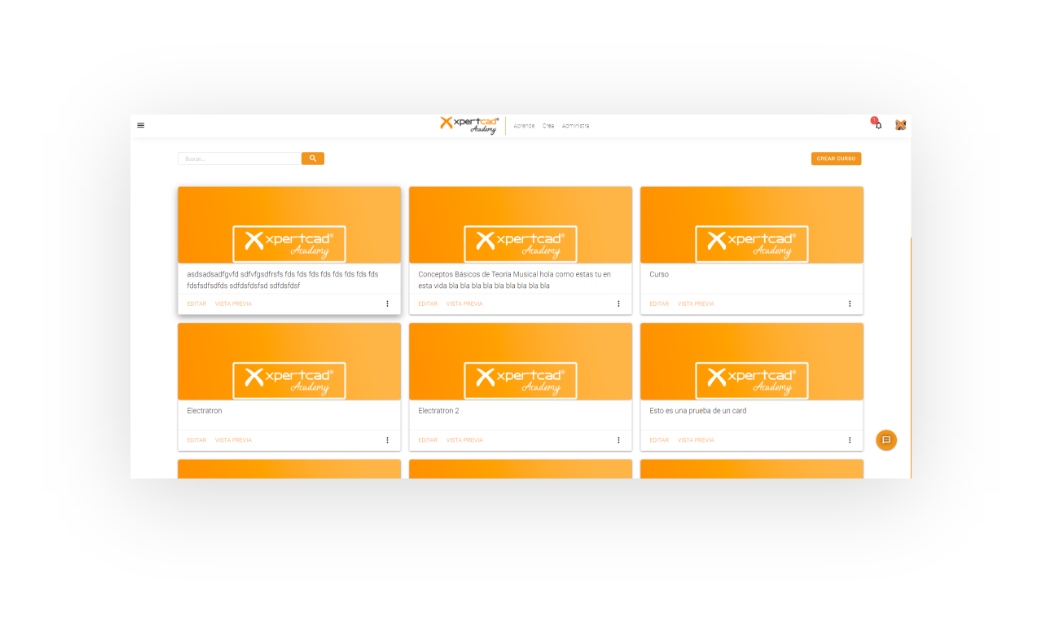 xpertcad®
Academy
Aprende Crea Administra
1
Buscar...
CREAR CURSO
xpertcad®
Academy
asdsadsadfgvfd sdfvfgsdfrsfs fds fds fds fds fds fds fds fds
fdsfsdfsdfds sdfdsfdsfsd sdfdsfdsf
EDITAR VISTA PREVIA
xpertcad®
Academy
Conceptos Básicos de Teoria Musical hola como estas tu en
esta vida bla bla bla bla bla bla bla bla bla bla
EDITAR VISTA PREVIA
xpertcad®
Academy
Curso
EDITAR VISTA PREVIA
xpertcad®
Academy
Electratron
EDITAR VISTA PREVIA
xpertcad®
Academy
Electratron 2
EDITAR VISTA PREVIA
xpertcad®
Academy
Esto es una prueba de un card
EDITAR VISTA PREVIA